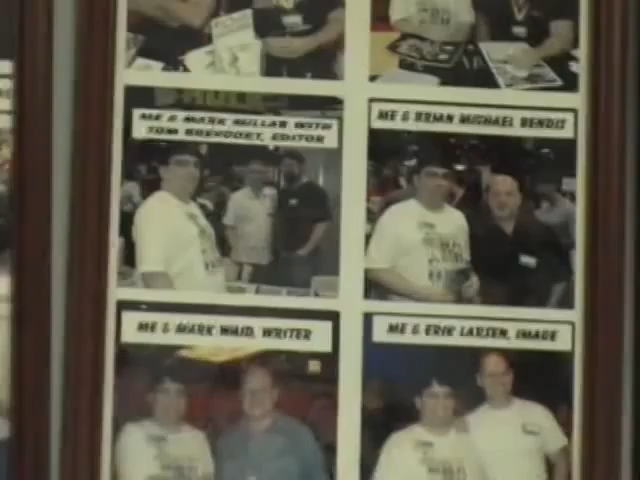 ME & MARK MILLAR WITH
TOM BREVOORT, EDITOR
ME & BRIAN MICHAEL BENDIS
ME & MARK WAID, WRITER
ME & ERIK LARSEN, IMAGE